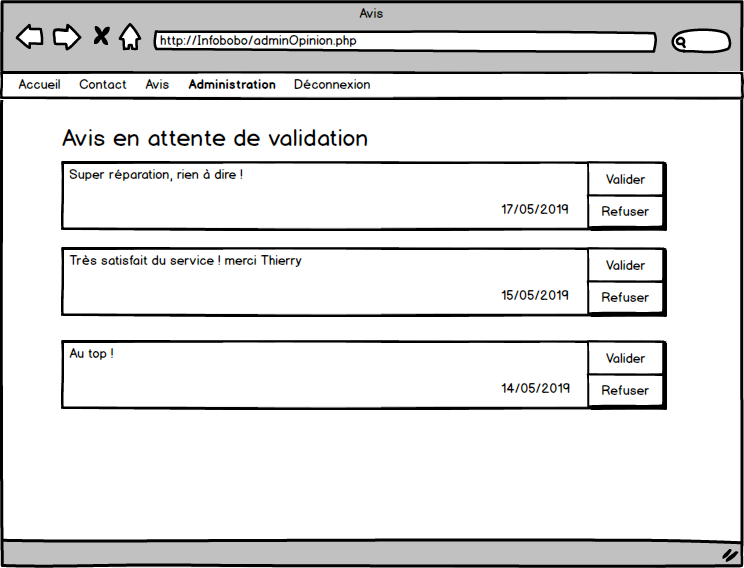 Avis
http://Infobobo/adminOpinion.php
Accueil Contact Avis Administration Déconnexion
Avis en attente de validation
Super réparation, rien à dire !
Valider
17/05/2019
Refuser
Très satisfait du service ! merci Thierry
Valider
15/05/2019
Refuser
Au top !
Valider
14/05/2019
Refuser